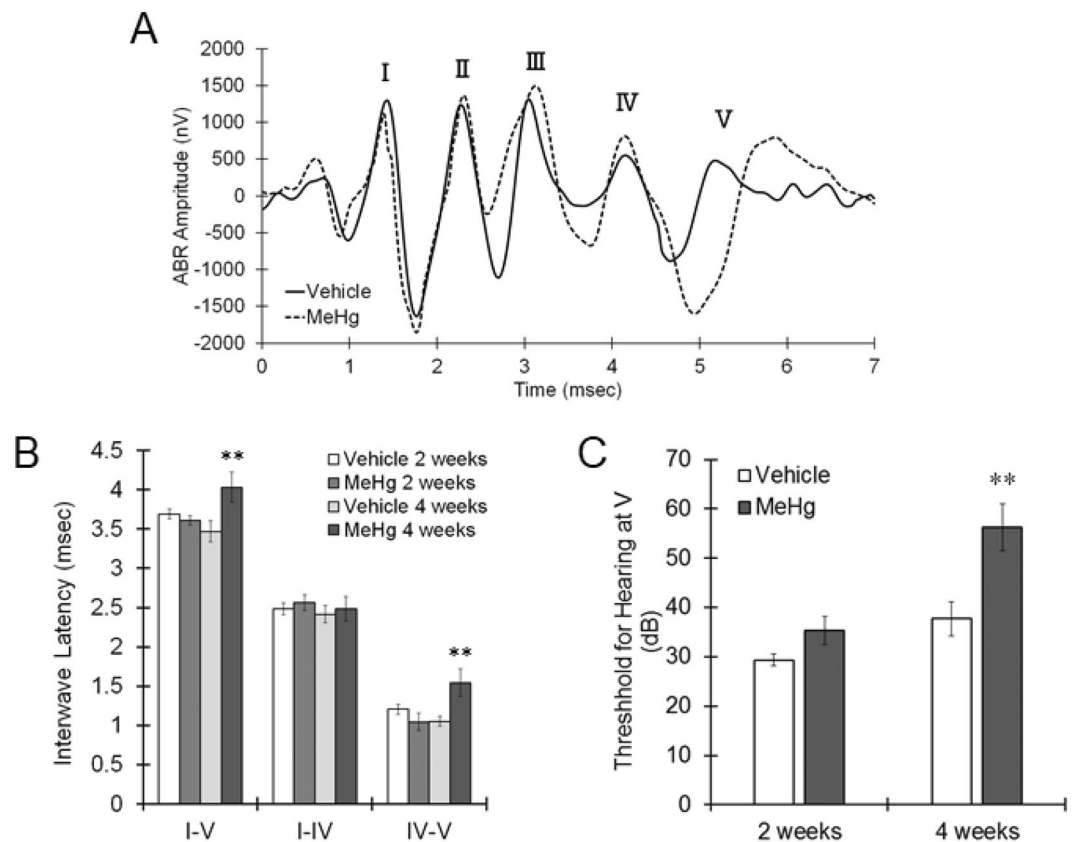 A
2000
1500
1000
500
0
-500
-1000
-1500
-2000
ABR Ampritude (nV)
I
II
III
IV
V
Vehicle
MeHg
0 1 2 3 4 5 6 7
Time (msec)
B
4.5
4
3.5
3
2.5
2
1.5
1
0.5
0
Interwave Latency (msec)
**
**
Vehicle 2 weeks
MeHg 2 weeks
Vehicle 4 weeks
MeHg 4 weeks
I-V I-IV IV-V
C
70
60
50
40
30
20
10
0
Threshhold for Hearing at V
(dB)
Vehicle
MeHg
**
2 weeks 4 weeks